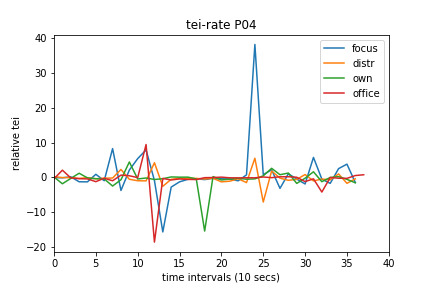 tei-rate P04
focus
distr
own
office
relative tei
40
30
20
10
0
−10
−20
0 5 10 15 20 25 30 35 40
time intervals (10 secs)